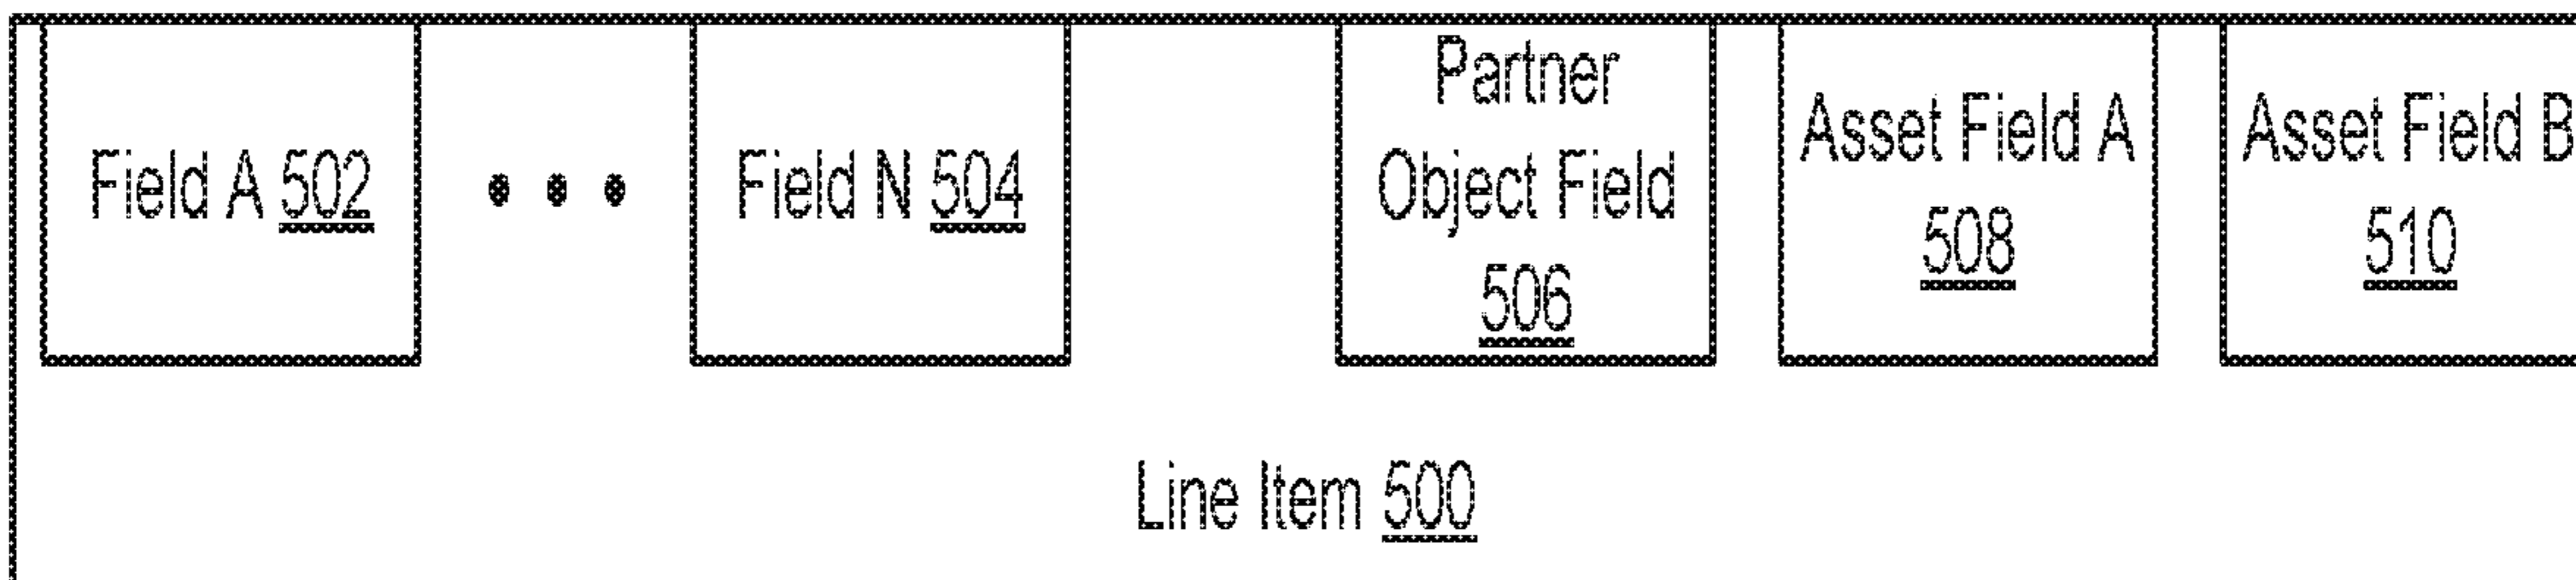 Field A 502
• • •
Field N 504
Partner
Object Field
506
Asset Field A
508
Asset Field B
510
Line Item 500